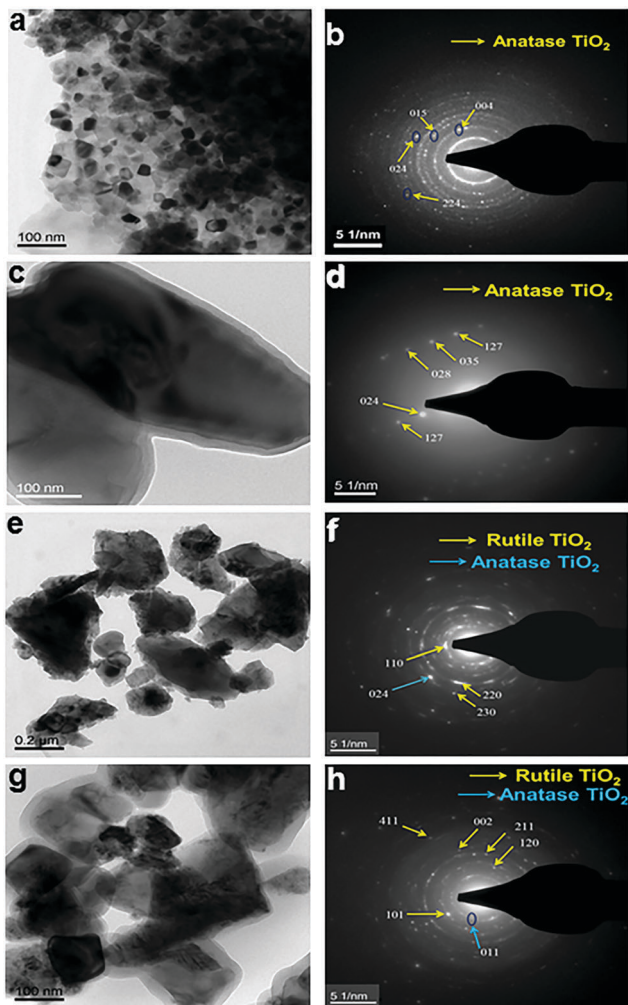 a
100 nm
b
Anatase TiO₂
015
004
024
224
5 1/nm
c
100 nm
d
Anatase TiO₂
127
035
028
024
127
5 1/nm
e
0.2 µm
f
Rutile TiO₂
Anatase TiO₂
110
024
220
230
5 1/nm
g
100 nm
h
Rutile TiO₂
Anatase TiO₂
411
002
211
120
101
011
5 1/nm